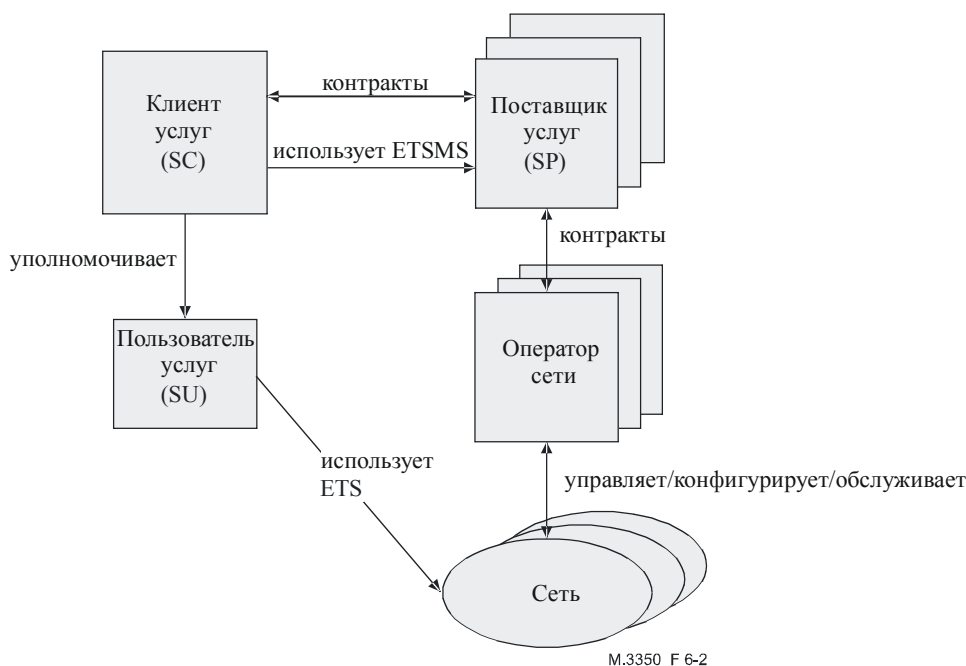 Клиент
услуг
(SC)
контракты
использует ETSMS
Поставщик
услуг
(SP)
уполномочивает
контракты
Пользователь
услуг
(SU)
Оператор
сети
использует
ETS
управляет/конфигурирует/обслуживает
Сеть
M.3350_F 6-2